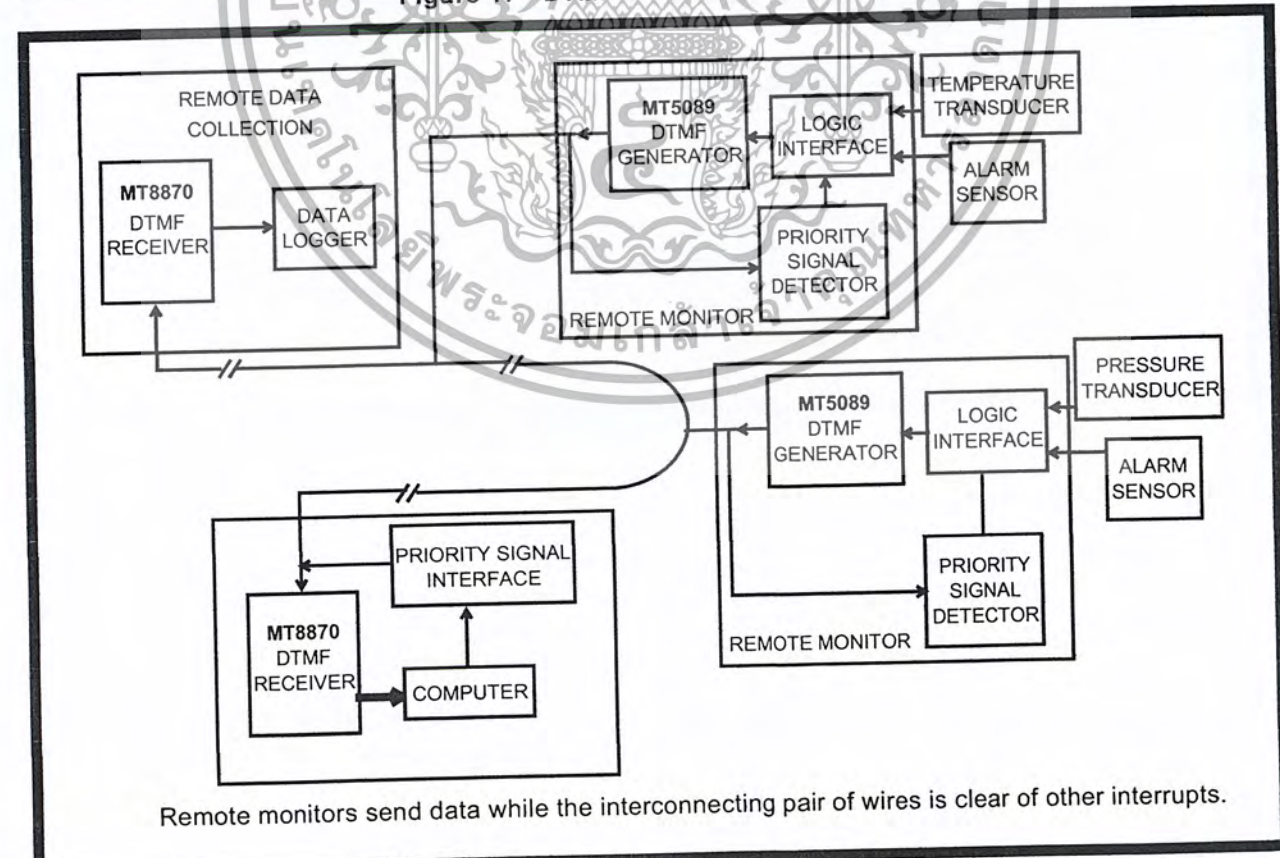 REMOTE DATA
COLLECTION
MT8870
DTMF
RECEIVER
DATA
LOGGER
MT5089
DTMF
GENERATOR
LOGIC
INTERFACE
TEMPERATURE
TRANSDUCER
ALARM
SENSOR
PRIORITY
SIGNAL
DETECTOR
REMOTE MONITOR
MT5089
DTMF
GENERATOR
LOGIC
INTERFACE
PRESSURE
TRANSDUCER
ALARM
SENSOR
PRIORITY
SIGNAL
DETECTOR
REMOTE MONITOR
PRIORITY SIGNAL
INTERFACE
MT8870
DTMF
RECEIVER
COMPUTER
Remote monitors send data while the interconnecting pair of wires is clear of other interrupts.